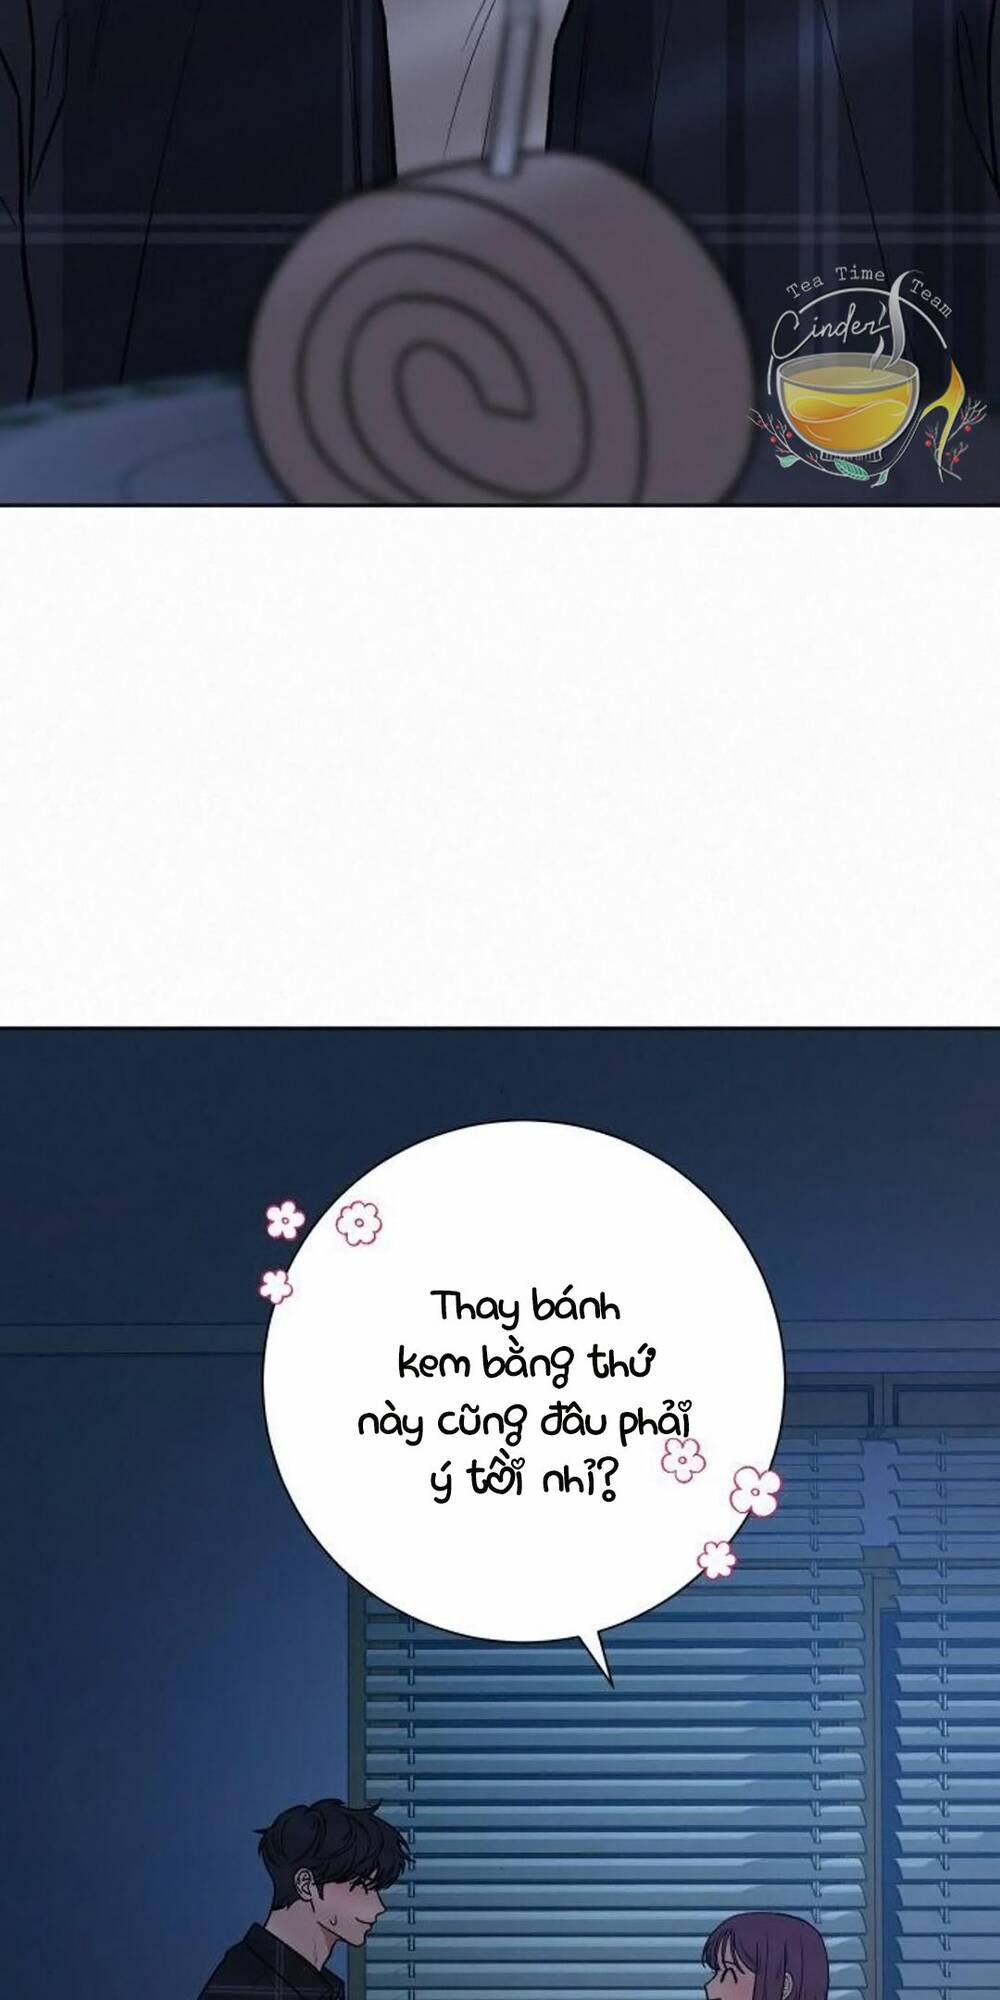 Tea Time Team
Cinder
Thay bánh
kem bằng thứ
này cũng đâu phải
ý tồi nhỉ?